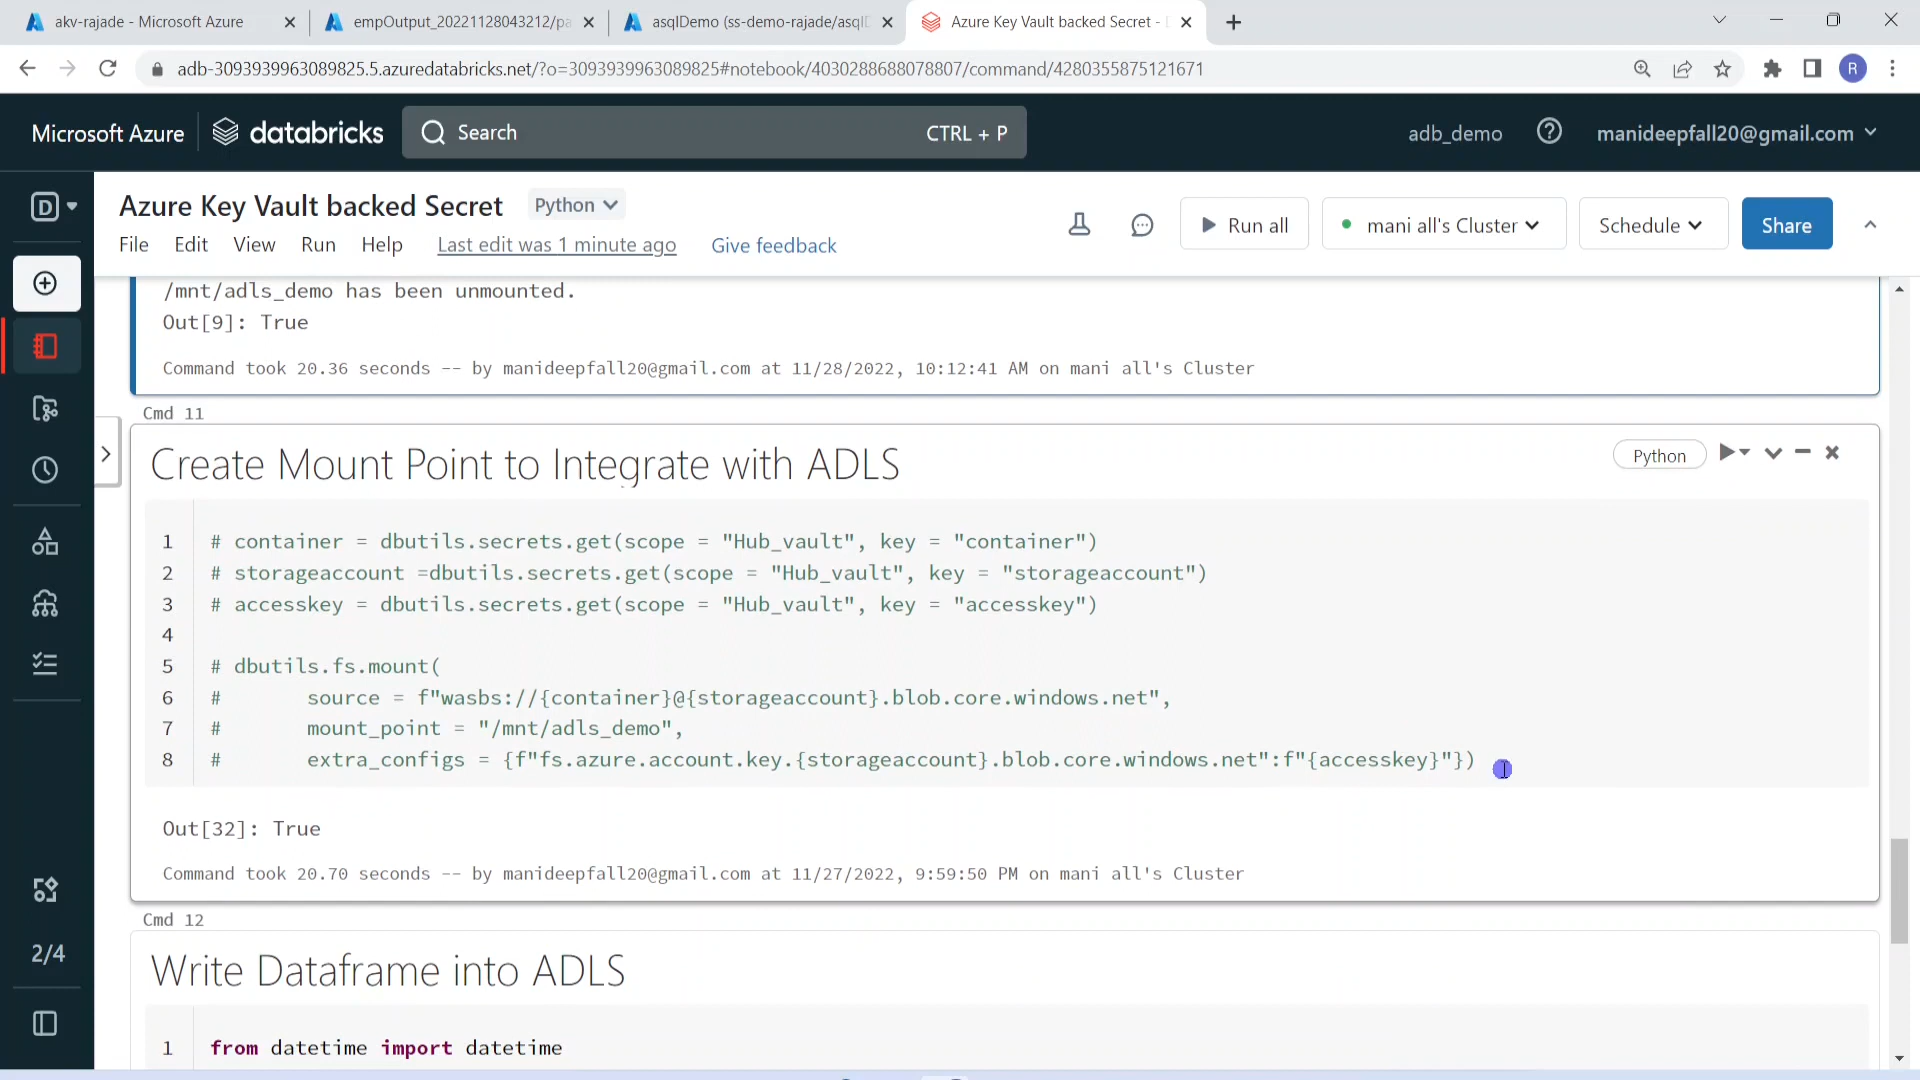 akv-rajade - Microsoft Azure
empOutput_20221128043212/pa
asqlDemo (ss-demo-rajade/asqlD
Azure Key Vault backed Secret -
adb-3093939963089825.5.azuredatabricks.net/?o=3093939963089825#notebook/4030288688078807/command/4280355875121671
R
Microsoft Azure
databricks
Search
CTRL + P
adb_demo
manideepfall20@gmail.com
D
Azure Key Vault backed Secret
Python
File Edit View Run Help
Last edit was 1 minute ago
Give feedback
Run all
mani all's Cluster
Schedule
Share
/mnt/adls_demo has been unmounted.
Out[9]: True
Command took 20.36 seconds -- by manideepfall20@gmail.com at 11/28/2022, 10:12:41 AM on mani all's Cluster
Cmd 11
Create Mount Point to Integrate with ADLS
Python
1 # container = dbutils.secrets.get(scope = "Hub_vault", key = "container")
2 # storageaccount =dbutils.secrets.get(scope = "Hub_vault", key = "storageaccount")
3 # accesskey = dbutils.secrets.get(scope = "Hub_vault", key = "accesskey")
4
5 # dbutils.fs.mount(
6 # source = f"wasbs://{container}@{storageaccount}.blob.core.windows.net",
7 # mount_point = "/mnt/adls_demo",
8 # extra_configs = {f"fs.azure.account.key.{storageaccount}.blob.core.windows.net":f"{accesskey}"})
Out[32]: True
Command took 20.70 seconds -- by manideepfall20@gmail.com at 11/27/2022, 9:59:50 PM on mani all's Cluster
Cmd 12
2/4
Write Dataframe into ADLS
1 from datetime import datetime